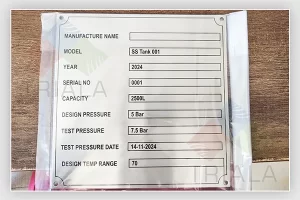 MANUFACTURE NAME
MODEL SS Tank 001
YEAR 2024
SERIAL NO 0001
CAPACITY 2500L
DESIGN PRESSURE 5 Bar
TEST PRESSURE 7.5 Bar
TEST PRESSURE DATE 14-11-2024
DESIGN TEMP RANGE 70